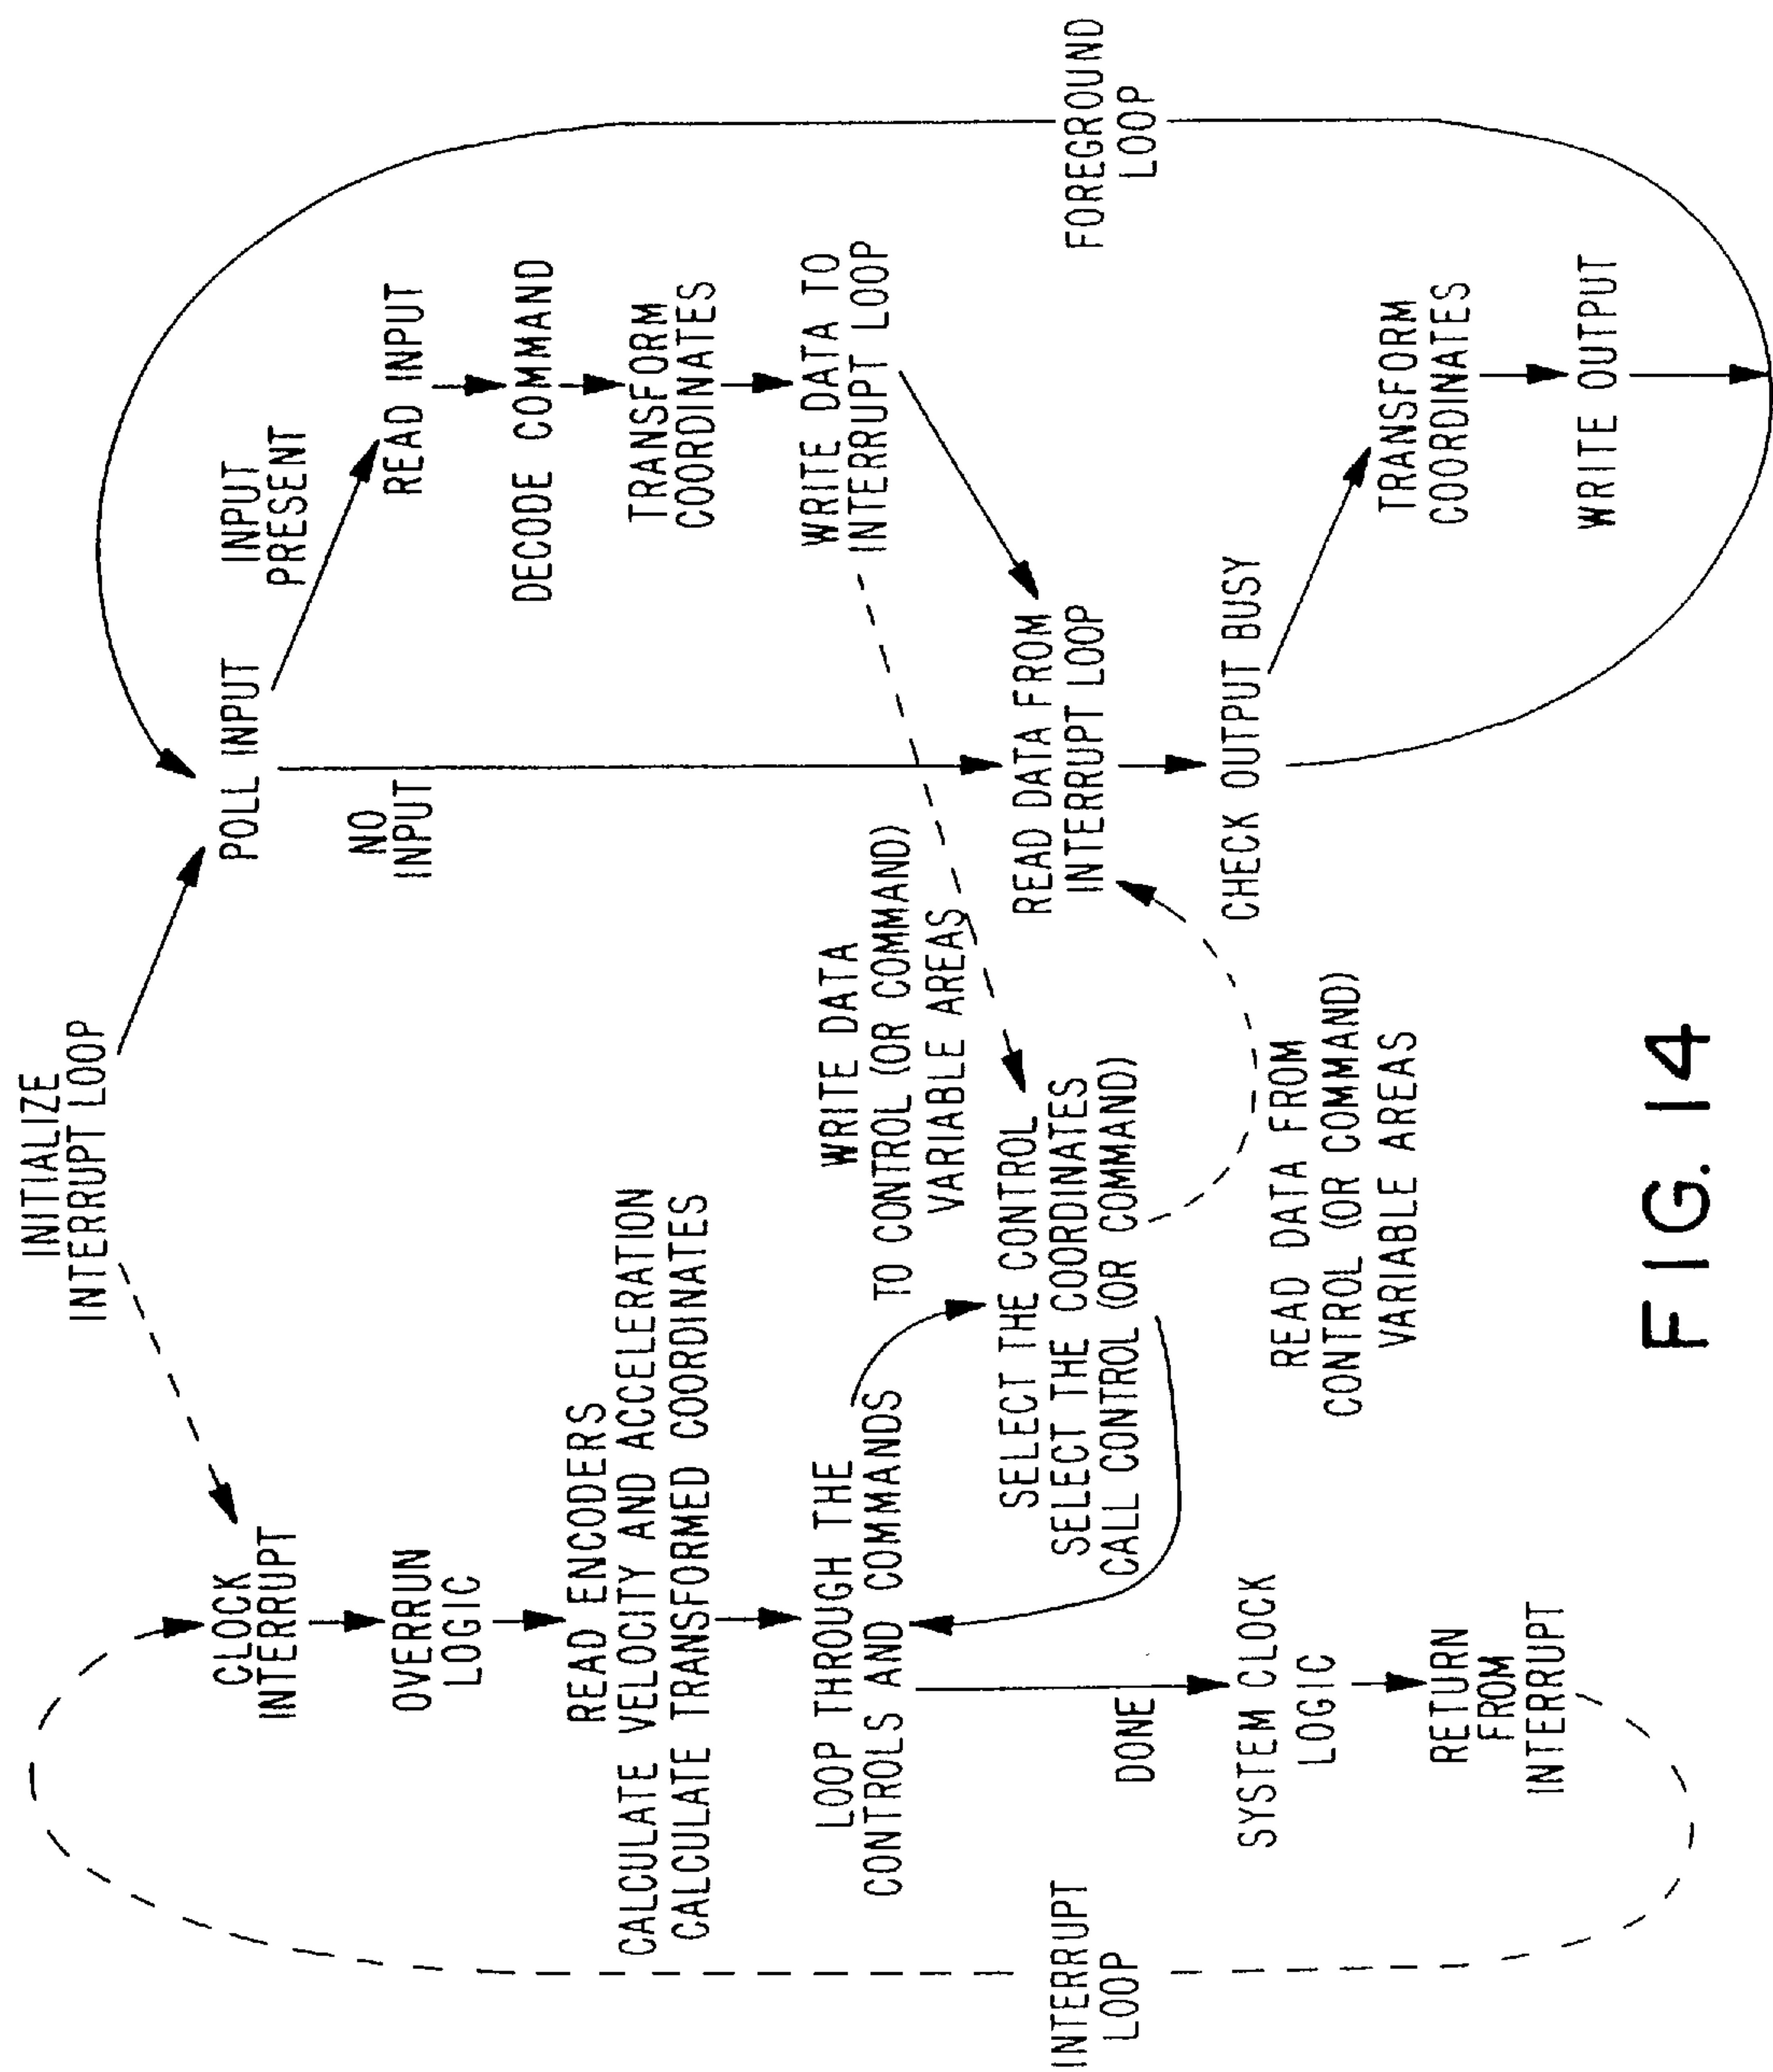 INITIALIZE
INTERRUPT LOOP
CLOCK
INTERRUPT
OVERRUN
LOGIC
READ ENCODERS
CALCULATE VELOCITY AND ACCELERATION
CALCULATE TRANSFORMED COORDINATES
LOOP THROUGH THE
CONTROLS AND COMMANDS
SELECT THE CONTROL
SELECT THE COORDINATES
CALL CONTROL (OR COMMAND)
DONE
SYSTEM CLOCK
LOGIC
RETURN
FROM
INTERRUPT
INTERRUPT
LOOP
WRITE DATA
TO CONTROL (OR COMMAND)
VARIABLE AREAS
READ DATA FROM
CONTROL (OR COMMAND)
VARIABLE AREAS
POLL INPUT
NO
INPUT
INPUT
PRESENT
READ INPUT
DECODE COMMAND
TRANSFORM
COORDINATES
WRITE DATA TO
INTERRUPT LOOP
READ DATA FROM
INTERRUPT LOOP
CHECK OUTPUT BUSY
TRANSFORM
COORDINATES
WRITE OUTPUT
FOREGROUND
LOOP
FIG. 14